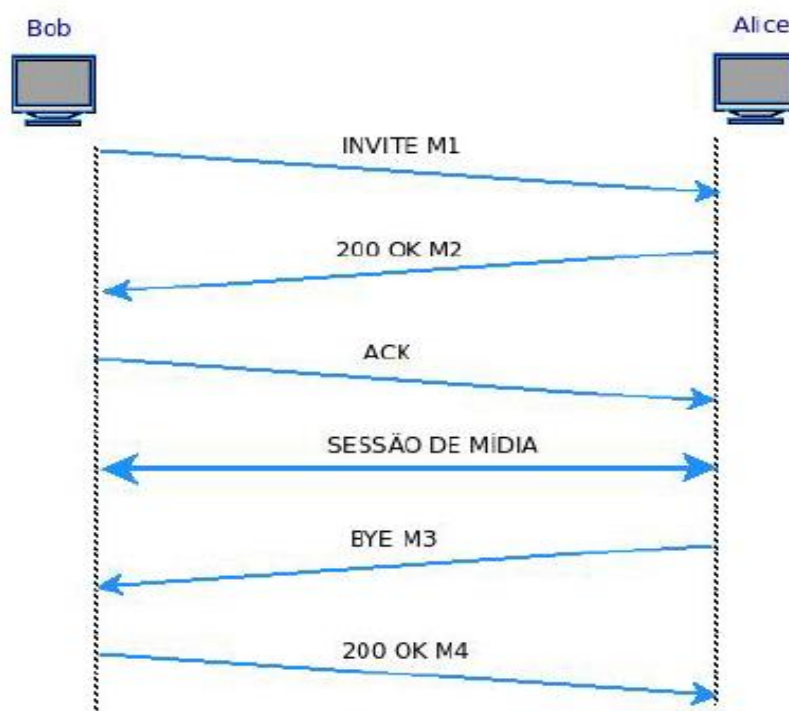 Bob
Alice
INVITE M1
200 OK M2
ACK
SESSÃO DE MÍDIA
BYE M3
200 OK M4